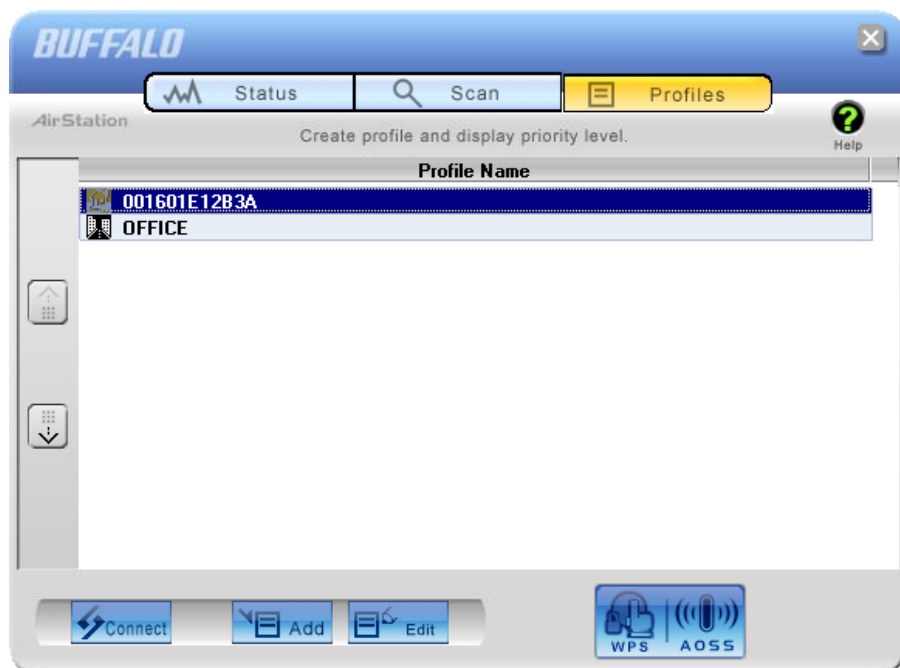 BUFFALO
Status Scan Profiles
AirStation
Create profile and display priority level.
Help
Profile Name
001601E12B3A
OFFICE
Connect Add Edit
WPS AOSS